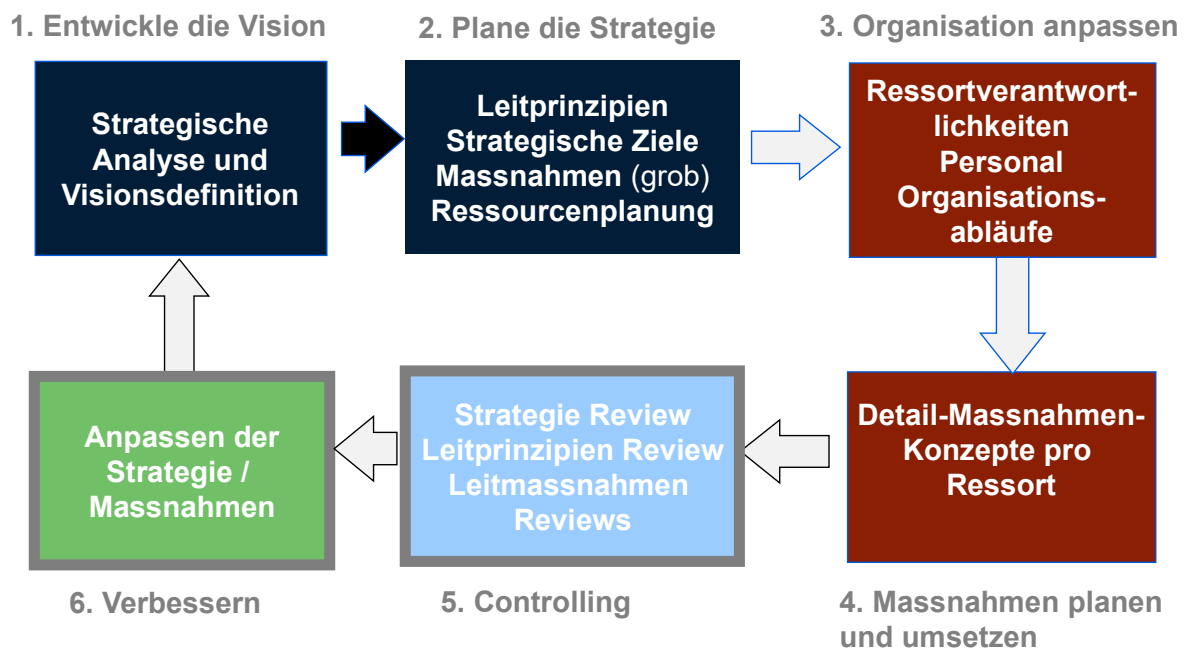 1. Entwickle die Vision
Strategische
Analyse und
Visionsdefinition
2. Plane die Strategie
Leitprinzipien
Strategische Ziele
Massnahmen (grob)
Ressourcenplanung
3. Organisation anpassen
Ressortverantwort-
lichkeiten
Personal
Organisations-
abläufe
Detail-Massnahmen-
Konzepte pro
Ressort
4. Massnahmen planen
und umsetzen
Strategie Review
Leitprinzipien Review
Leitmassnahmen
Reviews
5. Controlling
Anpassen der
Strategie /
Massnahmen
6. Verbessern